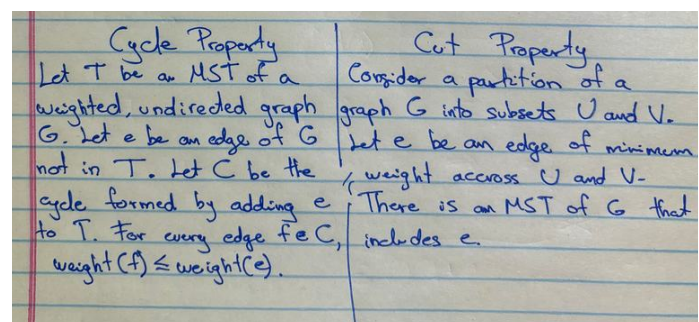 Cycle Property
Let T be an MST of a
weighted, undirected graph
G. Let e be an edge of G
not in T. Let C be the
cycle formed by adding e
to T. For every edge f∈C,
weight(f) ≤ weight(e).
Cut Property
Consider a partition of a
graph G into subsets U and V.
Let e be an edge of minimum
weight accross U and V.
There is an MST of G that
includes e.